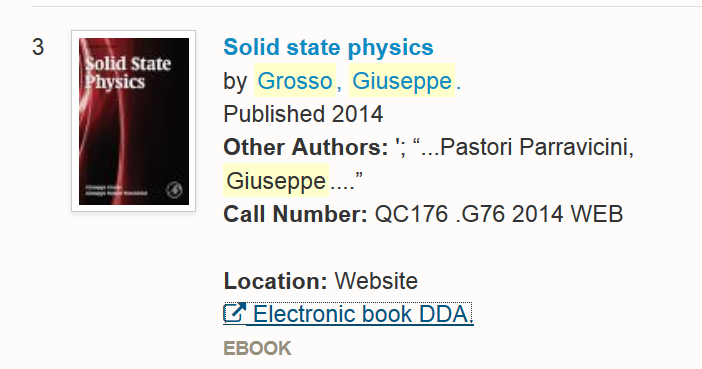 3
Solid State
Physics
Solid state physics
by Grosso, Giuseppe.
Published 2014
Other Authors: '; “...Pastori Parravicini,
Giuseppe....”
Call Number: QC176 .G76 2014 WEB
Location: Website
Electronic book DDA.
EBOOK